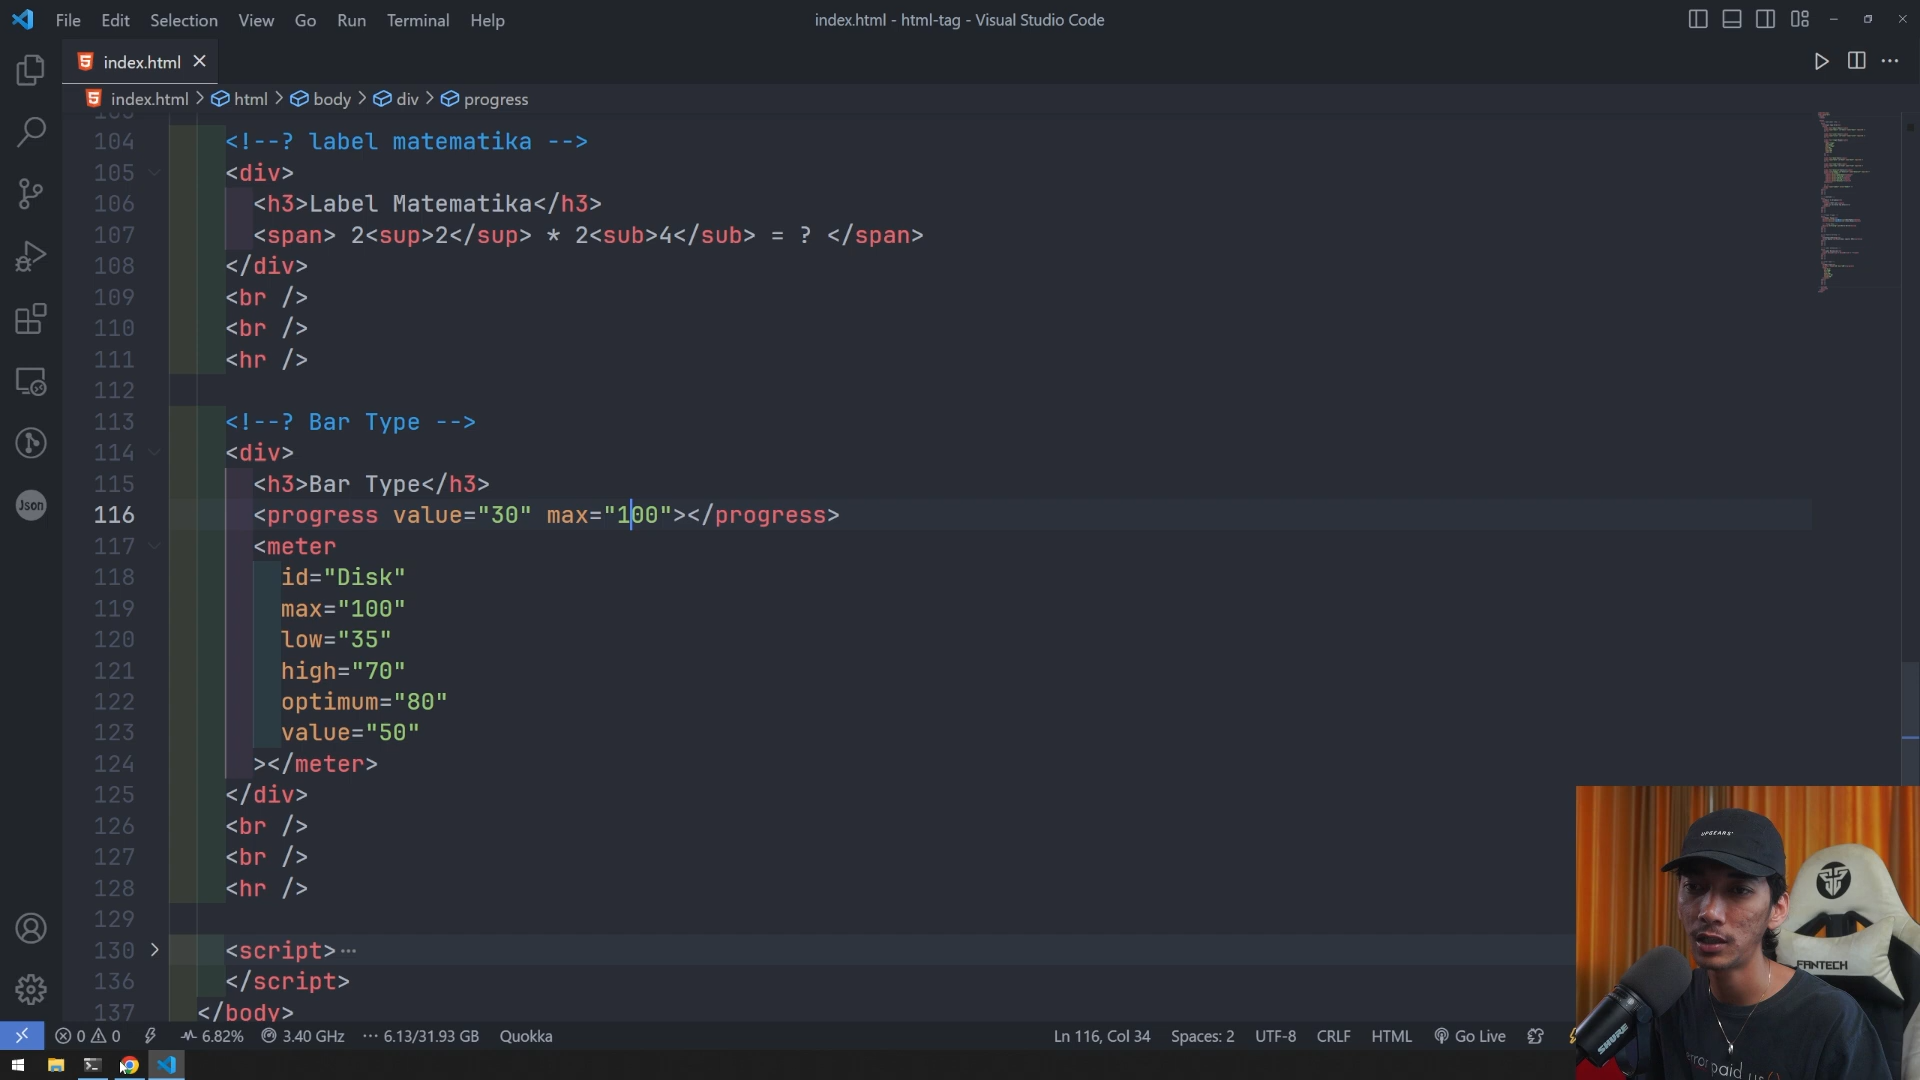 File Edit Selection View Go Run Terminal Help
index.html - html-tag - Visual Studio Code
index.html
index.html > html > body > div > progress
104 <!--? label matematika -->
105 <div>
106 <h3>Label Matematika</h3>
107 <span> 2<sup>2</sup> * 2<sub>4</sub> = ? </span>
108 </div>
109 <br />
110 <br />
111 <hr />
112
113 <!--? Bar Type -->
114 <div>
115 <h3>Bar Type</h3>
116 <progress value="30" max="100"></progress>
117 <meter
118 id="Disk"
119 max="100"
120 low="35"
121 high="70"
122 optimum="80"
123 value="50"
124 ></meter>
125 </div>
126 <br />
127 <br />
128 <hr />
129
130 <script>
136 </script>
137 </body>
Json
UPGEARS
FANTECH
SHURE
error paid us()
0 0 6.82% 3.40 GHz 6.13/31.93 GB Quokka
Ln 116, Col 34 Spaces: 2 UTF-8 CRLF HTML Go Live